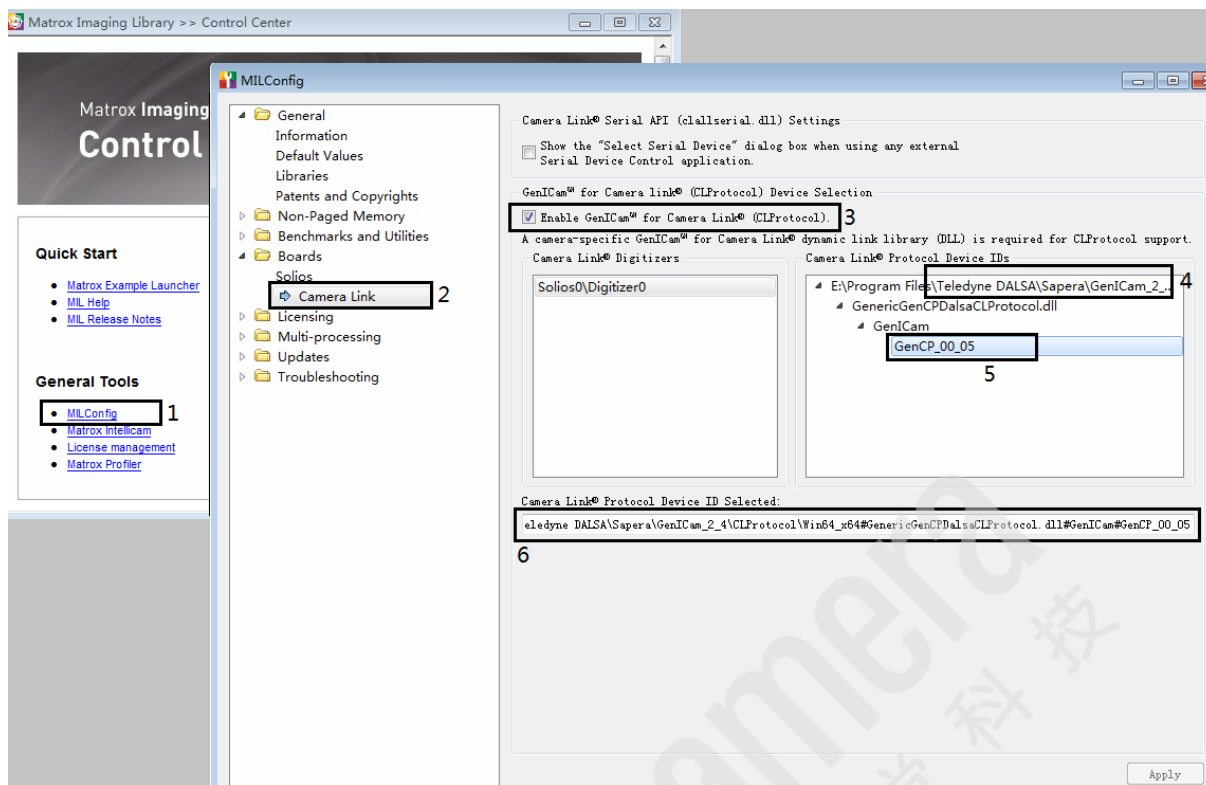 Matrox Imaging Library >> Control Center
Matrox Imaging
Control
Quick Start
Matrox Example Launcher
MIL Help
MIL Release Notes
General Tools
MILConfig
1
Matrox Intellicam
License management
Matrox Profiler
MILConfig
General
Information
Default Values
Libraries
Patents and Copyrights
Non-Paged Memory
Benchmarks and Utilities
Boards
Solios
Camera Link
2
Licensing
Multi-processing
Updates
Troubleshooting
Camera Link® Serial API (clallserial.dll) Settings
Show the "Select Serial Device" dialog box when using any external
Serial Device Control application.
GenICam™ for Camera link® (CLProtocol) Device Selection
Enable GenICam™ for Camera Link® (CLProtocol).
3
A camera-specific GenICam™ for Camera Link® dynamic link library (DLL) is required for CLProtocol support.
Camera Link® Digitizers
Solios0\Digitizer0
Camera Link® Protocol Device IDs
E:\Program Files\Teledyne DALSA\Sapera\GenICam_2_...
4
GenericGenCPDalsaCLProtocol.dll
GenICam
GenCP_00_05
5
Camera Link® Protocol Device ID Selected:
eledyne DALSA\Sapera\GenICam_2_4\CLProtocol\Win64_x64#GenericGenCPDalsaCLProtocol.dll#GenICam#GenCP_00_05
6
Apply
amera
科技